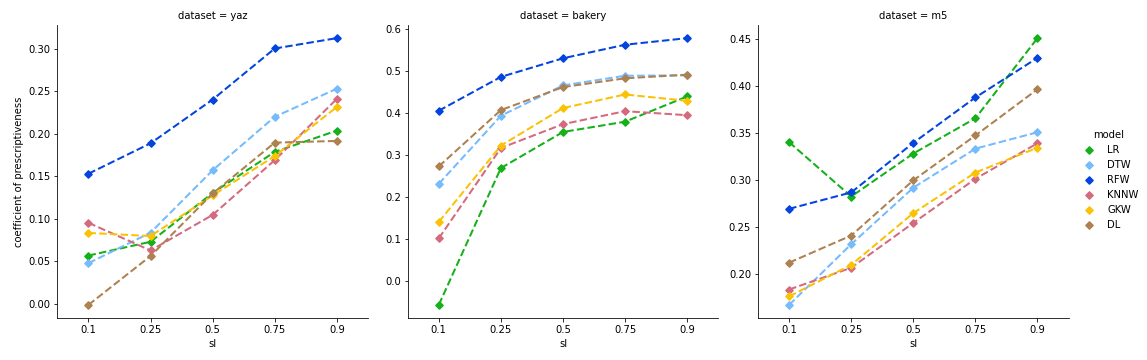 dataset = yaz
dataset = bakery
dataset = m5
coefficient of prescriptiveness
0.30
0.25
0.20
0.15
0.10
0.05
0.00
0.1 0.25 0.5 0.75 0.9
sl
0.6
0.5
0.4
0.3
0.2
0.1
0.0
0.1 0.25 0.5 0.75 0.9
sl
0.45
0.40
0.35
0.30
0.25
0.20
0.1 0.25 0.5 0.75 0.9
sl
model
LR
DTW
RFW
KNNW
GKW
DL